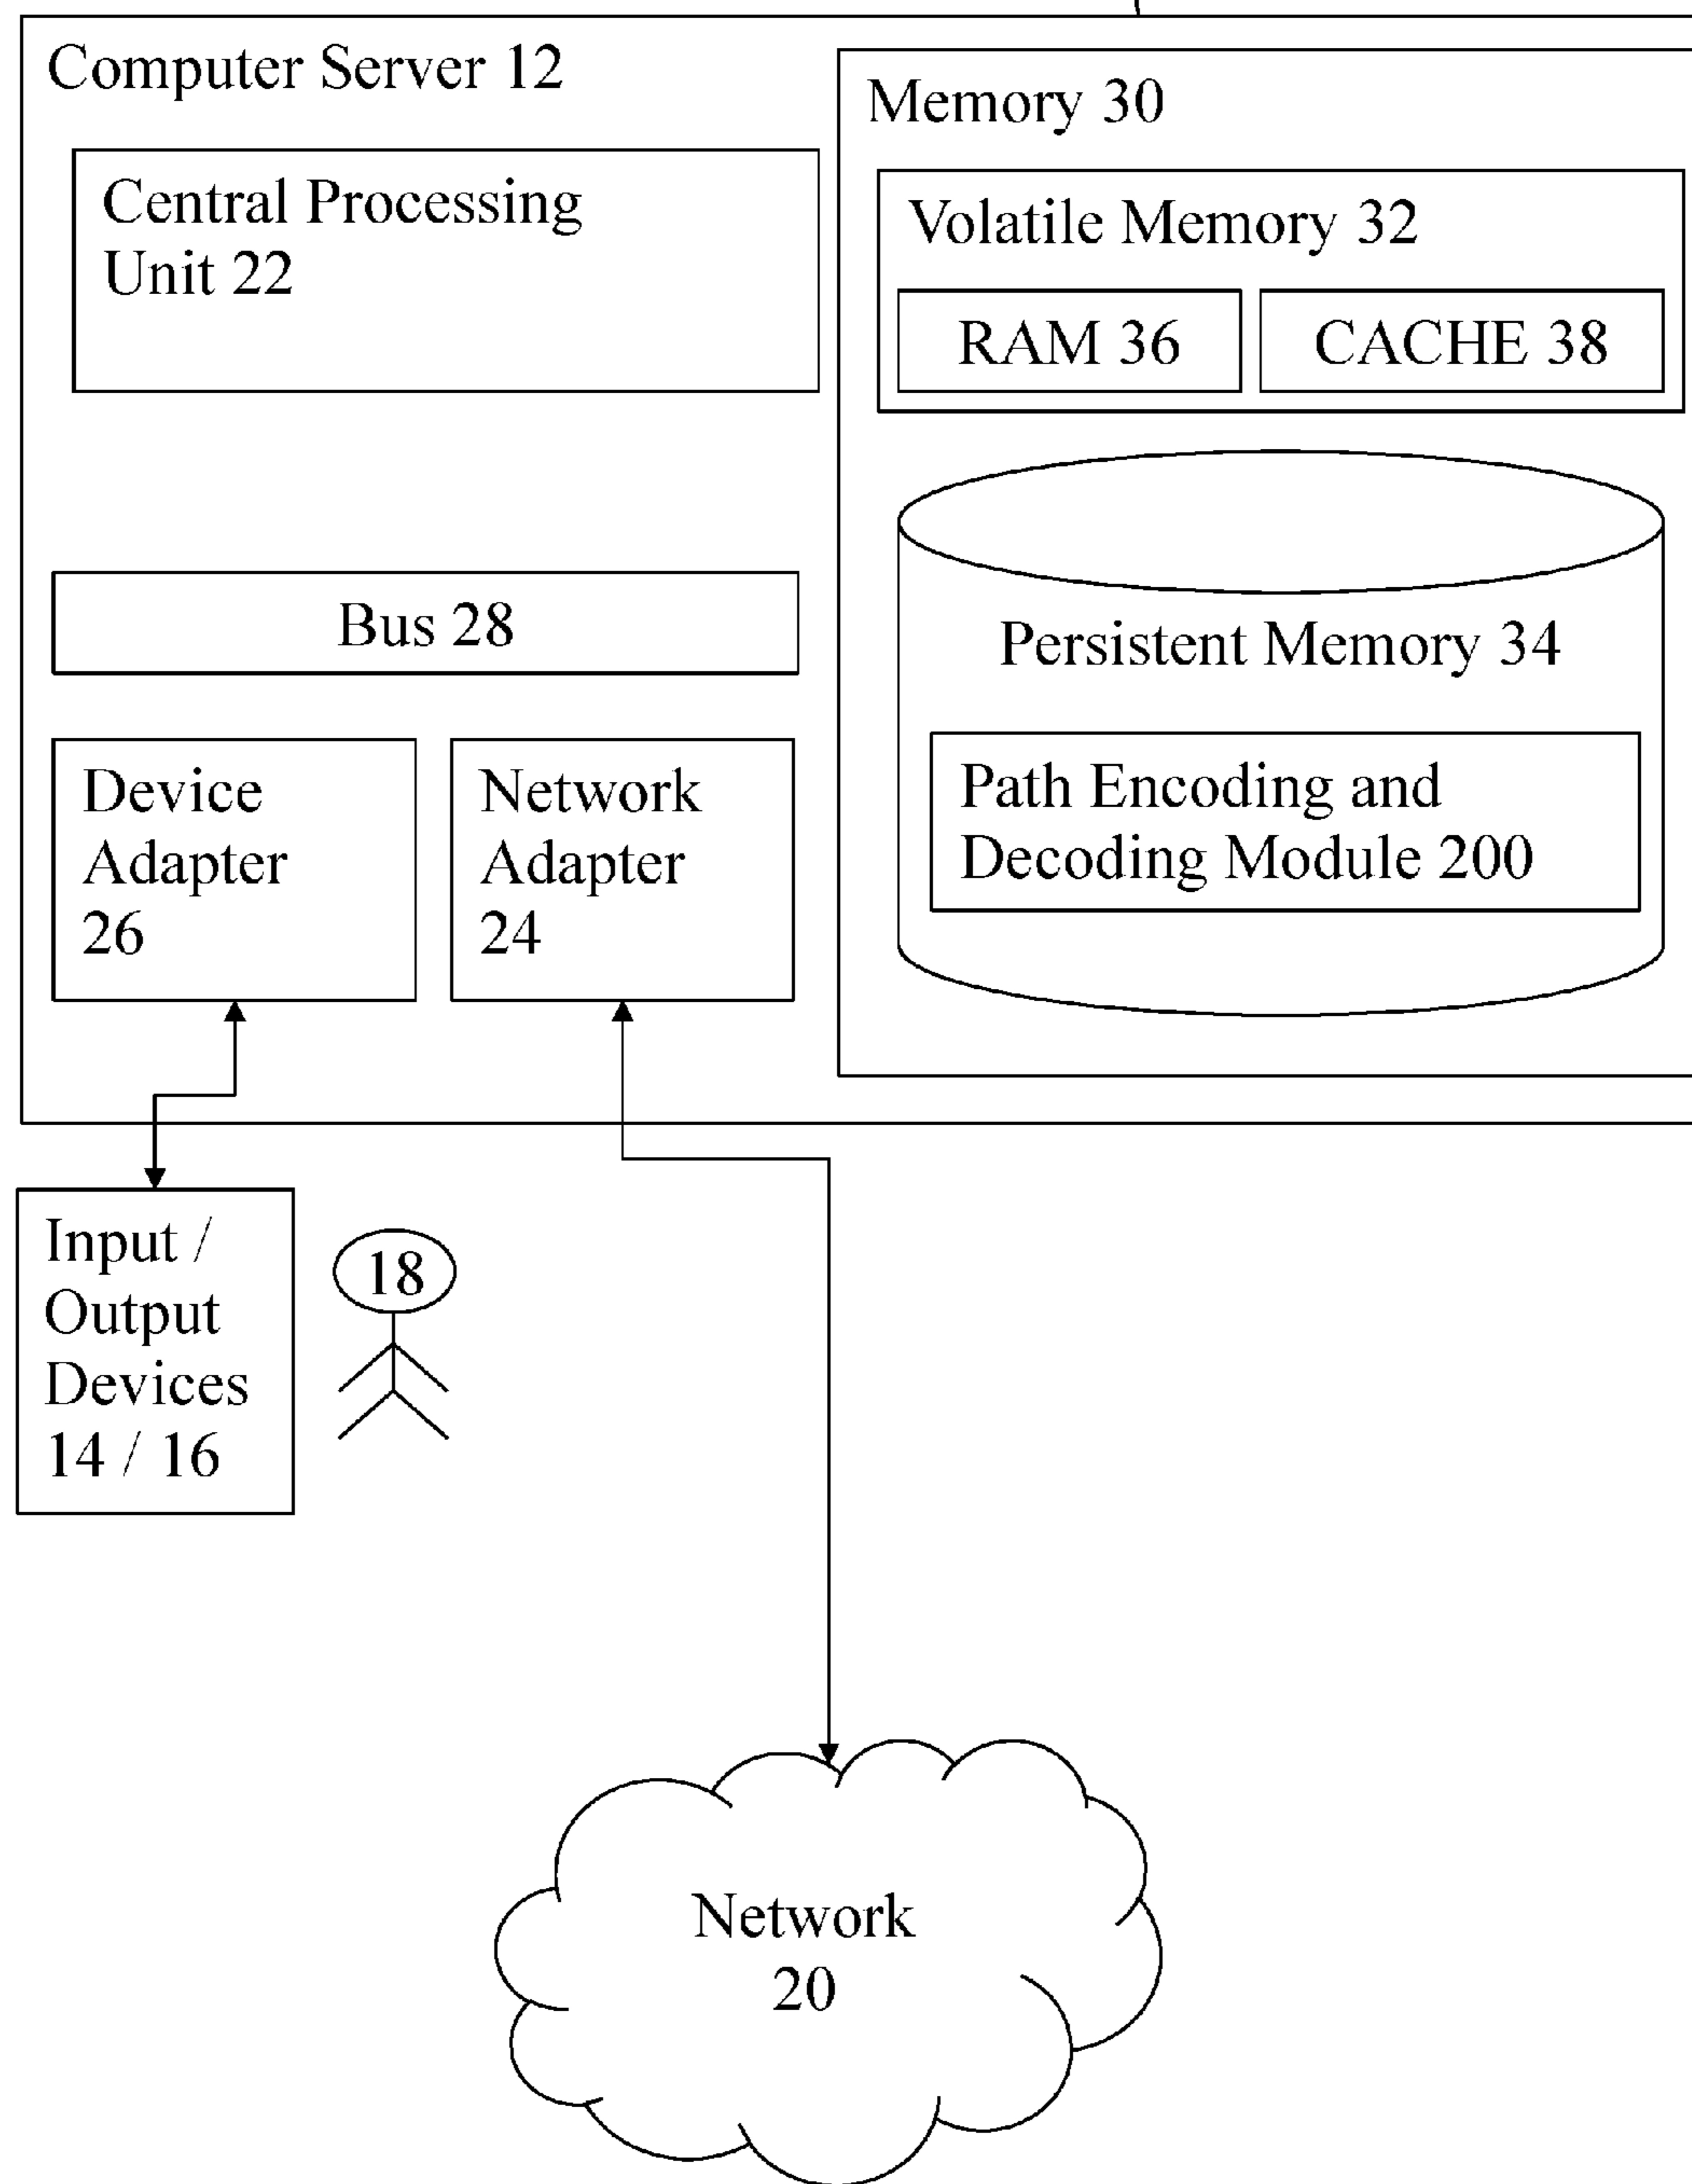 Computer Server 12
Central Processing
Unit 22
Bus 28
Device
Adapter
26
Network
Adapter
24
Memory 30
Volatile Memory 32
RAM 36
CACHE 38
Persistent Memory 34
Path Encoding and
Decoding Module 200
Input /
Output
Devices
14 / 16
18
Network
20